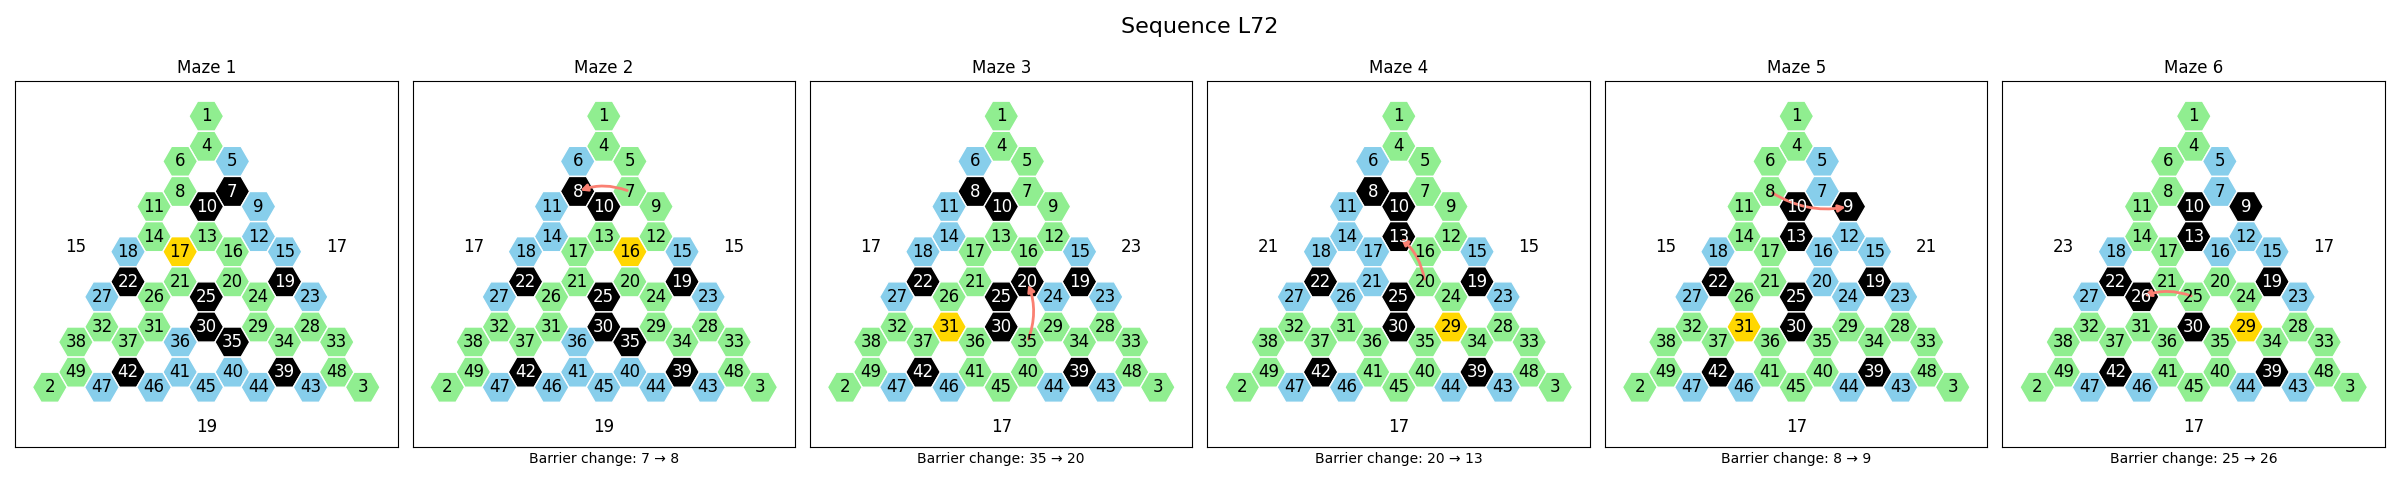 Sequence L72
Maze 1
1
4
6 5
8 7
11 10 9
14 13 12
15 18 17 16 15 17
22 21 20 19
27 26 25 24 23
32 31 30 29 28
38 37 36 35 34 33
49 42 41 40 39 48
2 47 46 45 44 43 3
19
Maze 2
1
4
6 5
8 7
11 10 9
14 13 12
17 18 17 16 15 15
22 21 20 19
27 26 25 24 23
32 31 30 29 28
38 37 36 35 34 33
49 42 41 40 39 48
2 47 46 45 44 43 3
19
Barrier change: 7 → 8
Maze 3
1
4
6 5
8 7
11 10 9
14 13 12
17 18 17 16 15 23
22 21 20 19
27 26 25 24 23
32 31 30 29 28
38 37 36 35 34 33
49 42 41 40 39 48
2 47 46 45 44 43 3
17
Barrier change: 35 → 20
Maze 4
1
4
6 5
8 7
11 10 9
14 13 12
21 18 17 16 15 15
22 21 20 19
27 26 25 24 23
32 31 30 29 28
38 37 36 35 34 33
49 42 41 40 39 48
2 47 46 45 44 43 3
17
Barrier change: 20 → 13
Maze 5
1
4
6 5
8 7
11 10 9
14 13 12
15 18 17 16 15 21
22 21 20 19
27 26 25 24 23
32 31 30 29 28
38 37 36 35 34 33
49 42 41 40 39 48
2 47 46 45 44 43 3
17
Barrier change: 8 → 9
Maze 6
1
4
6 5
8 7
11 10 9
14 13 12
23 18 17 16 15 17
22 21 20 19
27 26 25 24 23
32 31 30 29 28
38 37 36 35 34 33
49 42 41 40 39 48
2 47 46 45 44 43 3
17
Barrier change: 25 → 26